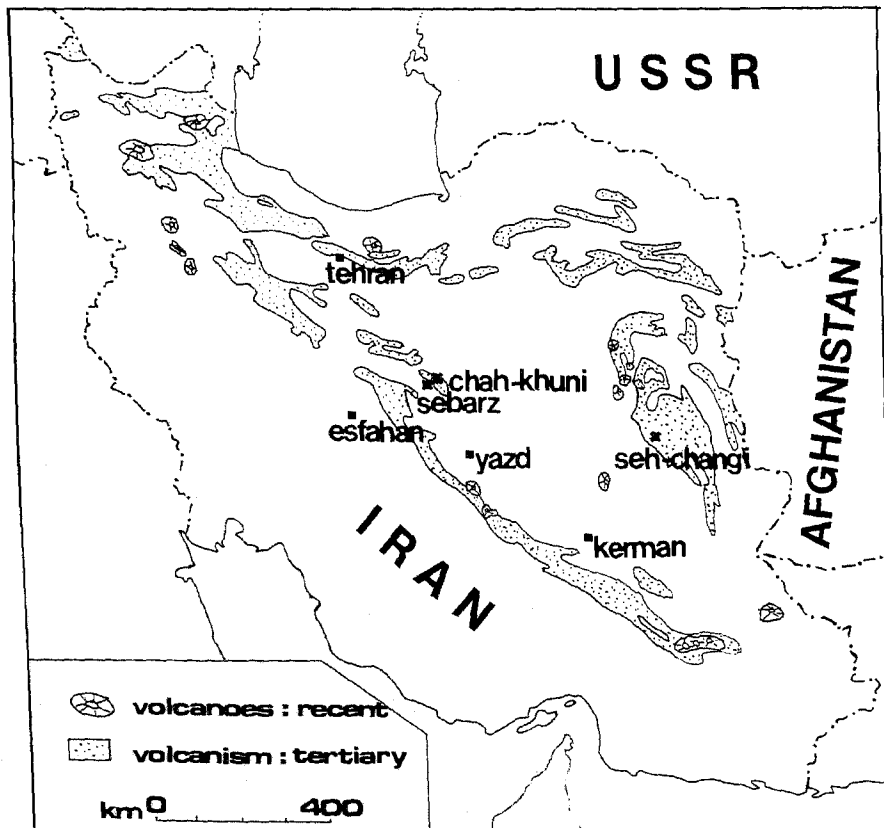 USSR
tehran
chah-khuni
sebarz
esfahan
yazd
seh-changi
AFGHANISTAN
IRAN
kerman
volcanoes : recent
volcanism : tertiary
km 0 400